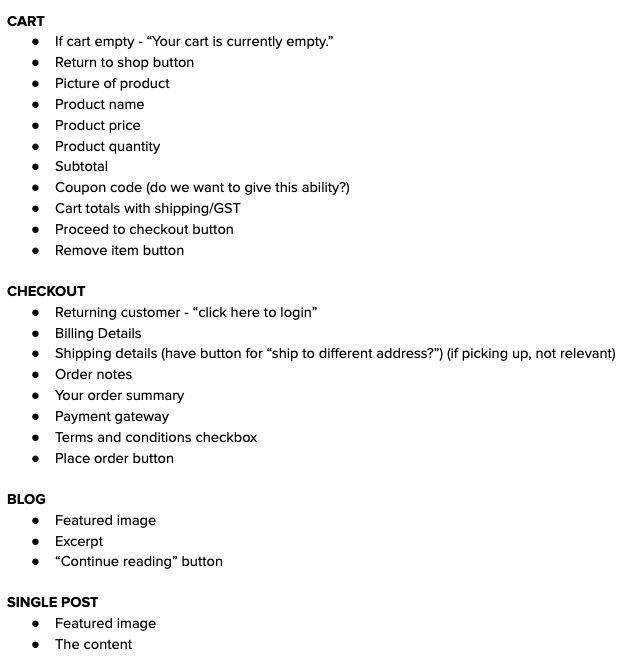 CART
● If cart empty - “Your cart is currently empty.”
● Return to shop button
● Picture of product
● Product name
● Product price
● Product quantity
● Subtotal
● Coupon code (do we want to give this ability?)
● Cart totals with shipping/GST
● Proceed to checkout button
● Remove item button
CHECKOUT
● Returning customer - “click here to login”
● Billing Details
● Shipping details (have button for “ship to different address?”) (if picking up, not relevant)
● Order notes
● Your order summary
● Payment gateway
● Terms and conditions checkbox
● Place order button
BLOG
● Featured image
● Excerpt
● “Continue reading” button
SINGLE POST
● Featured image
● The content